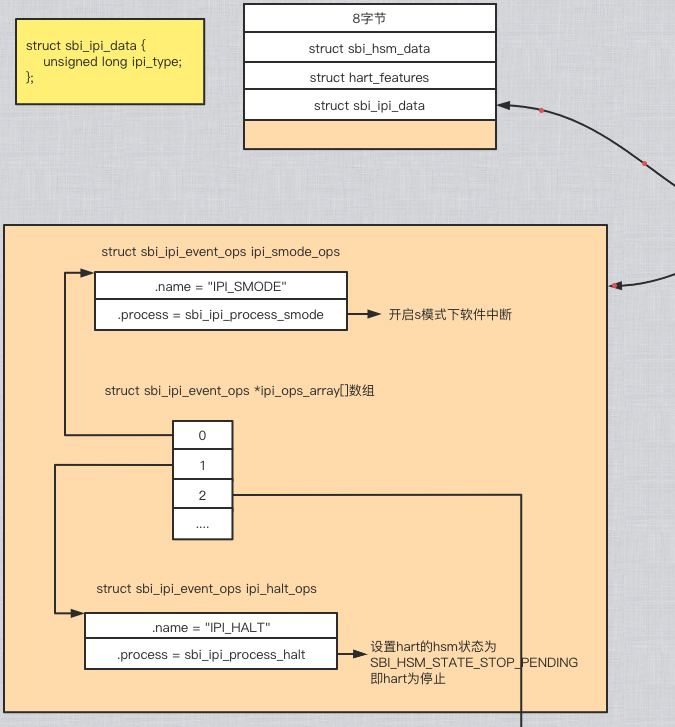 struct sbi_ipi_data {
unsigned long ipi_type;
};
8字节
struct sbi_hsm_data
struct hart_features
struct sbi_ipi_data
struct sbi_ipi_event_ops ipi_smode_ops
.name = "IPI_SMODE"
.process = sbi_ipi_process_smode
开启s模式下软件中断
struct sbi_ipi_event_ops *ipi_ops_array[]数组
0
1
2
....
struct sbi_ipi_event_ops ipi_halt_ops
.name = "IPI_HALT"
.process = sbi_ipi_process_halt
设置hart的hsm状态为
SBI_HSM_STATE_STOP_PENDING
即hart为停止